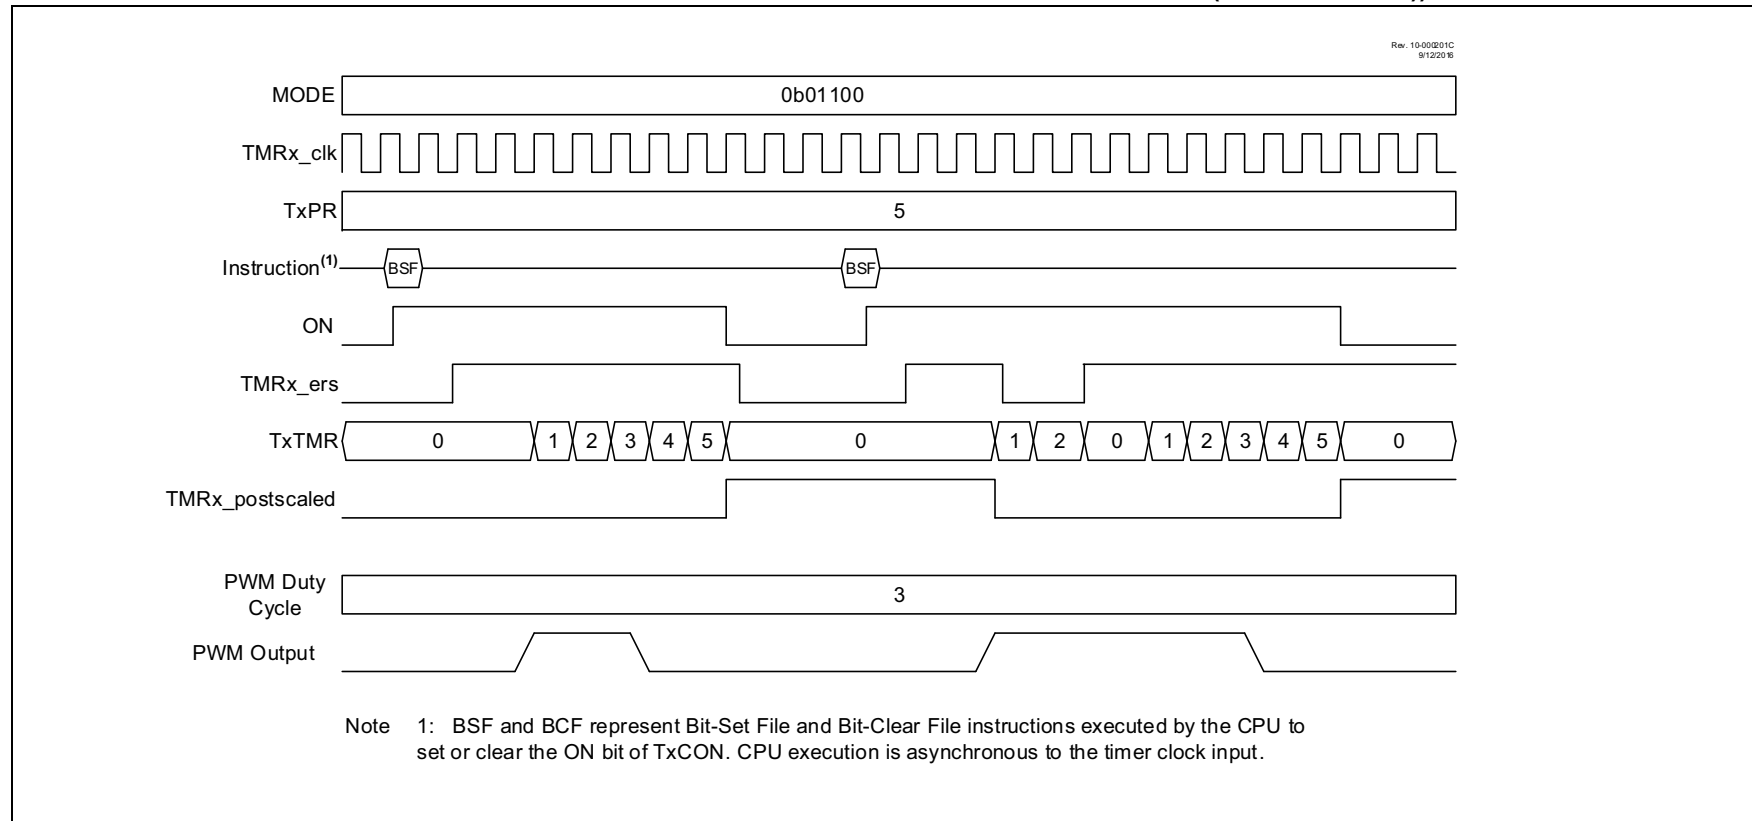 Rev. 10-000201C
9/12/2016
MODE 0b01100
TMRx_clk
TxPR 5
Instruction(1) BSF BSF
ON
TMRx_ers
TxTMR 0 1 2 3 4 5 0 1 2 0 1 2 3 4 5 0
TMRx_postscaled
PWM Duty
Cycle 3
PWM Output
Note 1: BSF and BCF represent Bit-Set File and Bit-Clear File instructions executed by the CPU to
set or clear the ON bit of TxCON. CPU execution is asynchronous to the timer clock input.